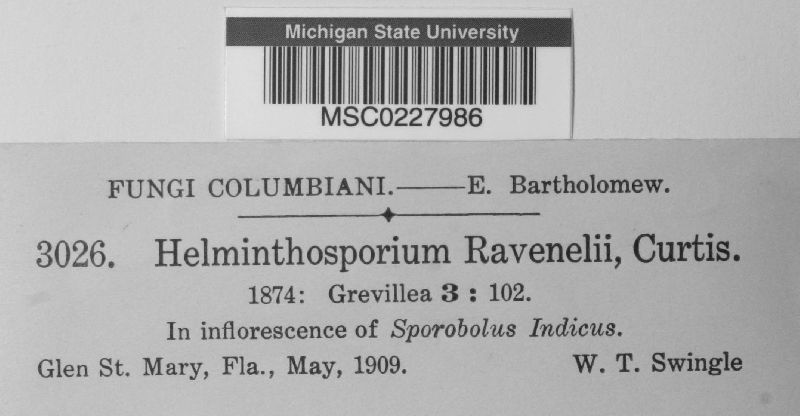 Michigan State University
MSC0227986
FUNGI COLUMBIANI.——E. Bartholomew.
3026. Helminthosporium Ravenelii, Curtis.
1874: Grevillea 3 : 102.
In inflorescence of Sporobolus Indicus.
Glen St. Mary, Fla., May, 1909. W. T. Swingle